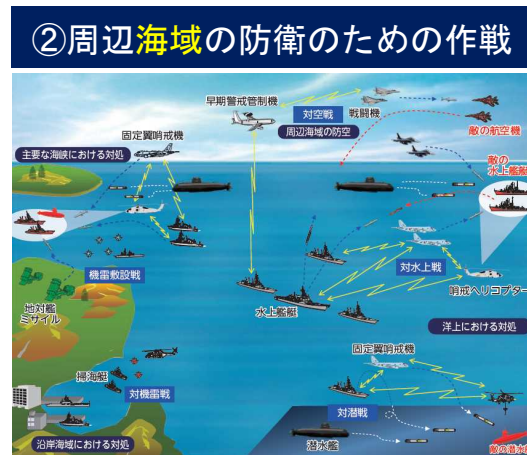 ②周辺海域の防衛のための作戦
早期警戒管制機
対空戦
戦闘機
周辺海域の防空
敵の航空機
固定翼哨戒機
主要な海峡における対処
敵の
水上艦艇
機雷敷設戦
対水上戦
哨戒ヘリコプター
地対艦
ミサイル
水上艦艇
洋上における対処
掃海艇
固定翼哨戒機
対機雷戦
対潜戦
沿岸海域における対処
潜水艦
敵の潜水